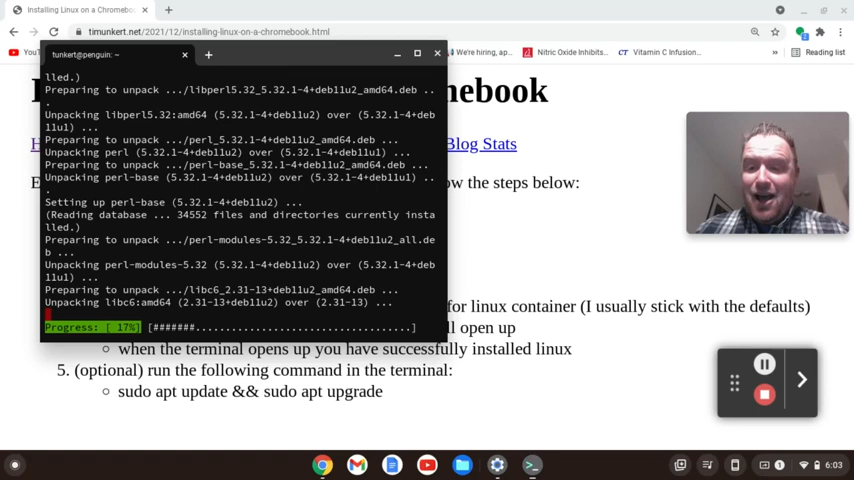 Installing Linux on a Chromeboo
timunkert.net/2021/12/installing-linux-on-a-chromebook.html
YouT
We're hiring, ap...
Nitric Oxide Inhibits...
CT Vitamin C Infusion...
»
Reading list
tunkert@penguin: ~
lled.)
Preparing to unpack .../libperl5.32_5.32.1-4+deb11u2_amd64.deb ..
.
Unpacking libperl5.32:amd64 (5.32.1-4+deb11u2) over (5.32.1-4+deb
11u1) ...
Preparing to unpack .../perl_5.32.1-4+deb11u2_amd64.deb ...
Unpacking perl (5.32.1-4+deb11u2) over (5.32.1-4+deb11u1) ...
Preparing to unpack .../perl-base_5.32.1-4+deb11u2_amd64.deb ...
Unpacking perl-base (5.32.1-4+deb11u2) over (5.32.1-4+deb11u1) ..
.
Setting up perl-base (5.32.1-4+deb11u2) ...
(Reading database ... 34552 files and directories currently insta
lled.)
Preparing to unpack .../perl-modules-5.32_5.32.1-4+deb11u2_all.de
b ...
Unpacking perl-modules-5.32 (5.32.1-4+deb11u2) over (5.32.1-4+deb
11u1) ...
Preparing to unpack .../libc6_2.31-13+deb11u2_amd64.deb ...
Unpacking libc6:amd64 (2.31-13+deb11u2) over (2.31-13) ...
Progress: [ 17%] [#######...................................]
mebook
Blog Stats
ow the steps below:
for linux container (I usually stick with the defaults)
ll open up
when the terminal opens up you have successfully installed linux
5. (optional) run the following command in the terminal:
sudo apt update && sudo apt upgrade
1
6:03